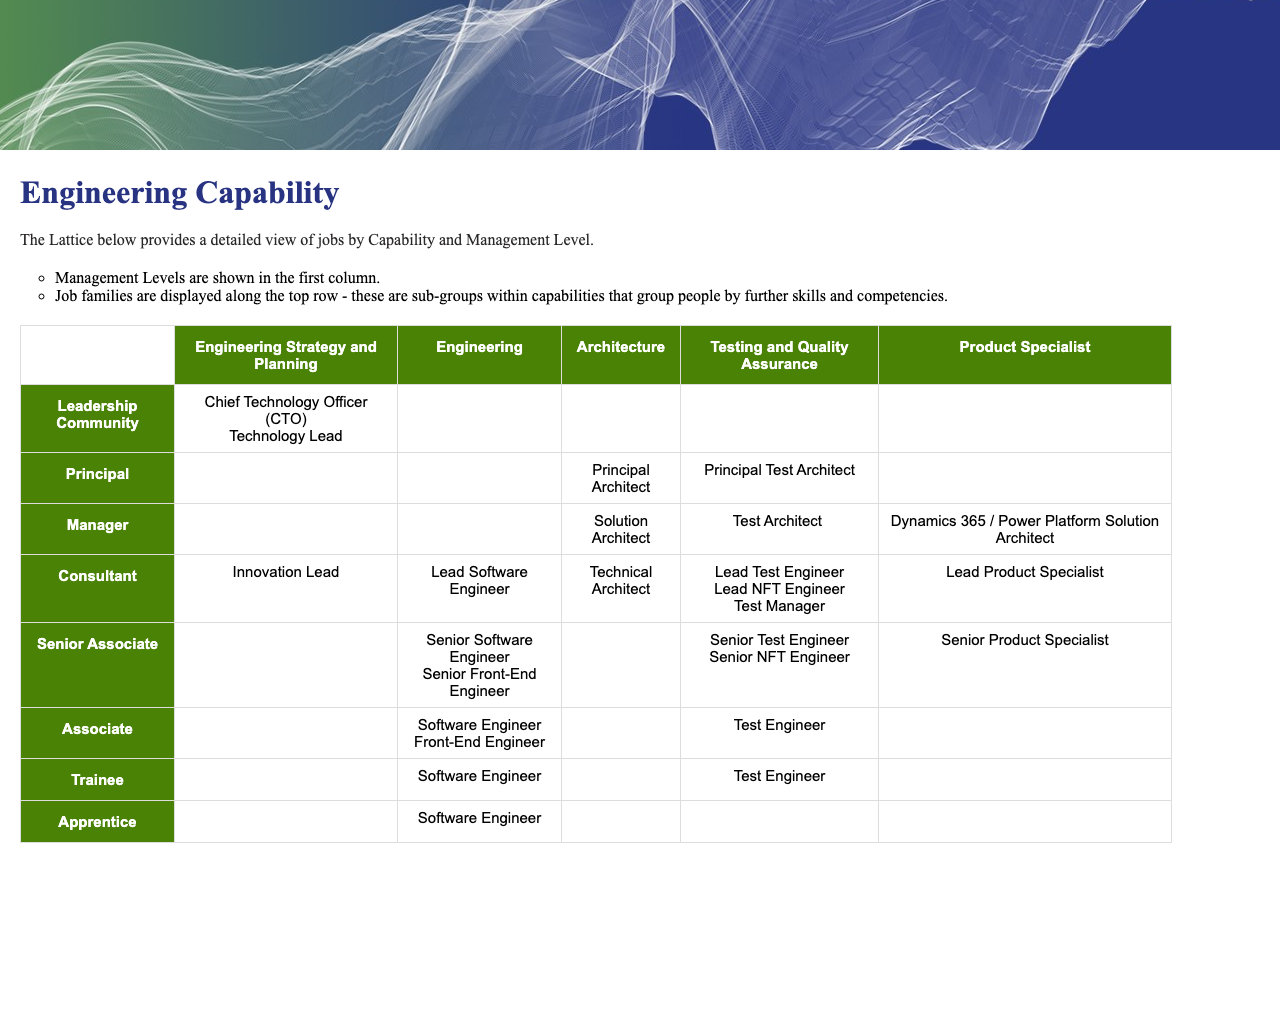 Engineering Capability
The Lattice below provides a detailed view of jobs by Capability and Management Level.
Management Levels are shown in the first column.
Job families are displayed along the top row - these are sub-groups within capabilities that group people by further skills and competencies.
Engineering Strategy and
Planning
Engineering
Architecture
Testing and Quality
Assurance
Product Specialist
Leadership
Community
Chief Technology Officer
(CTO)
Technology Lead
Principal
Principal
Architect
Principal Test Architect
Manager
Solution
Architect
Test Architect
Dynamics 365 / Power Platform Solution
Architect
Consultant
Innovation Lead
Lead Software
Engineer
Technical
Architect
Lead Test Engineer
Lead NFT Engineer
Test Manager
Lead Product Specialist
Senior Associate
Senior Software
Engineer
Senior Front-End
Engineer
Senior Test Engineer
Senior NFT Engineer
Senior Product Specialist
Associate
Software Engineer
Front-End Engineer
Test Engineer
Trainee
Software Engineer
Test Engineer
Apprentice
Software Engineer